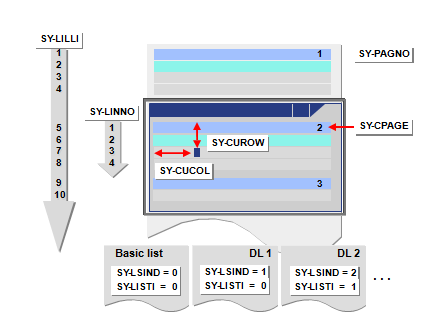 SY-LILLI
1
2
3
4
5
6
7
8
9
10
SY-LINNO
1
2
3
4
1
SY-PAGNO
2
SY-CPAGE
SY-CUROW
SY-CUCOL
3
Basic list
SY-LSIND = 0
SY-LISTI = 0
DL 1
SY-LSIND = 1
SY-LISTI = 0
DL 2
SY-LSIND = 2
SY-LISTI = 1
. . .